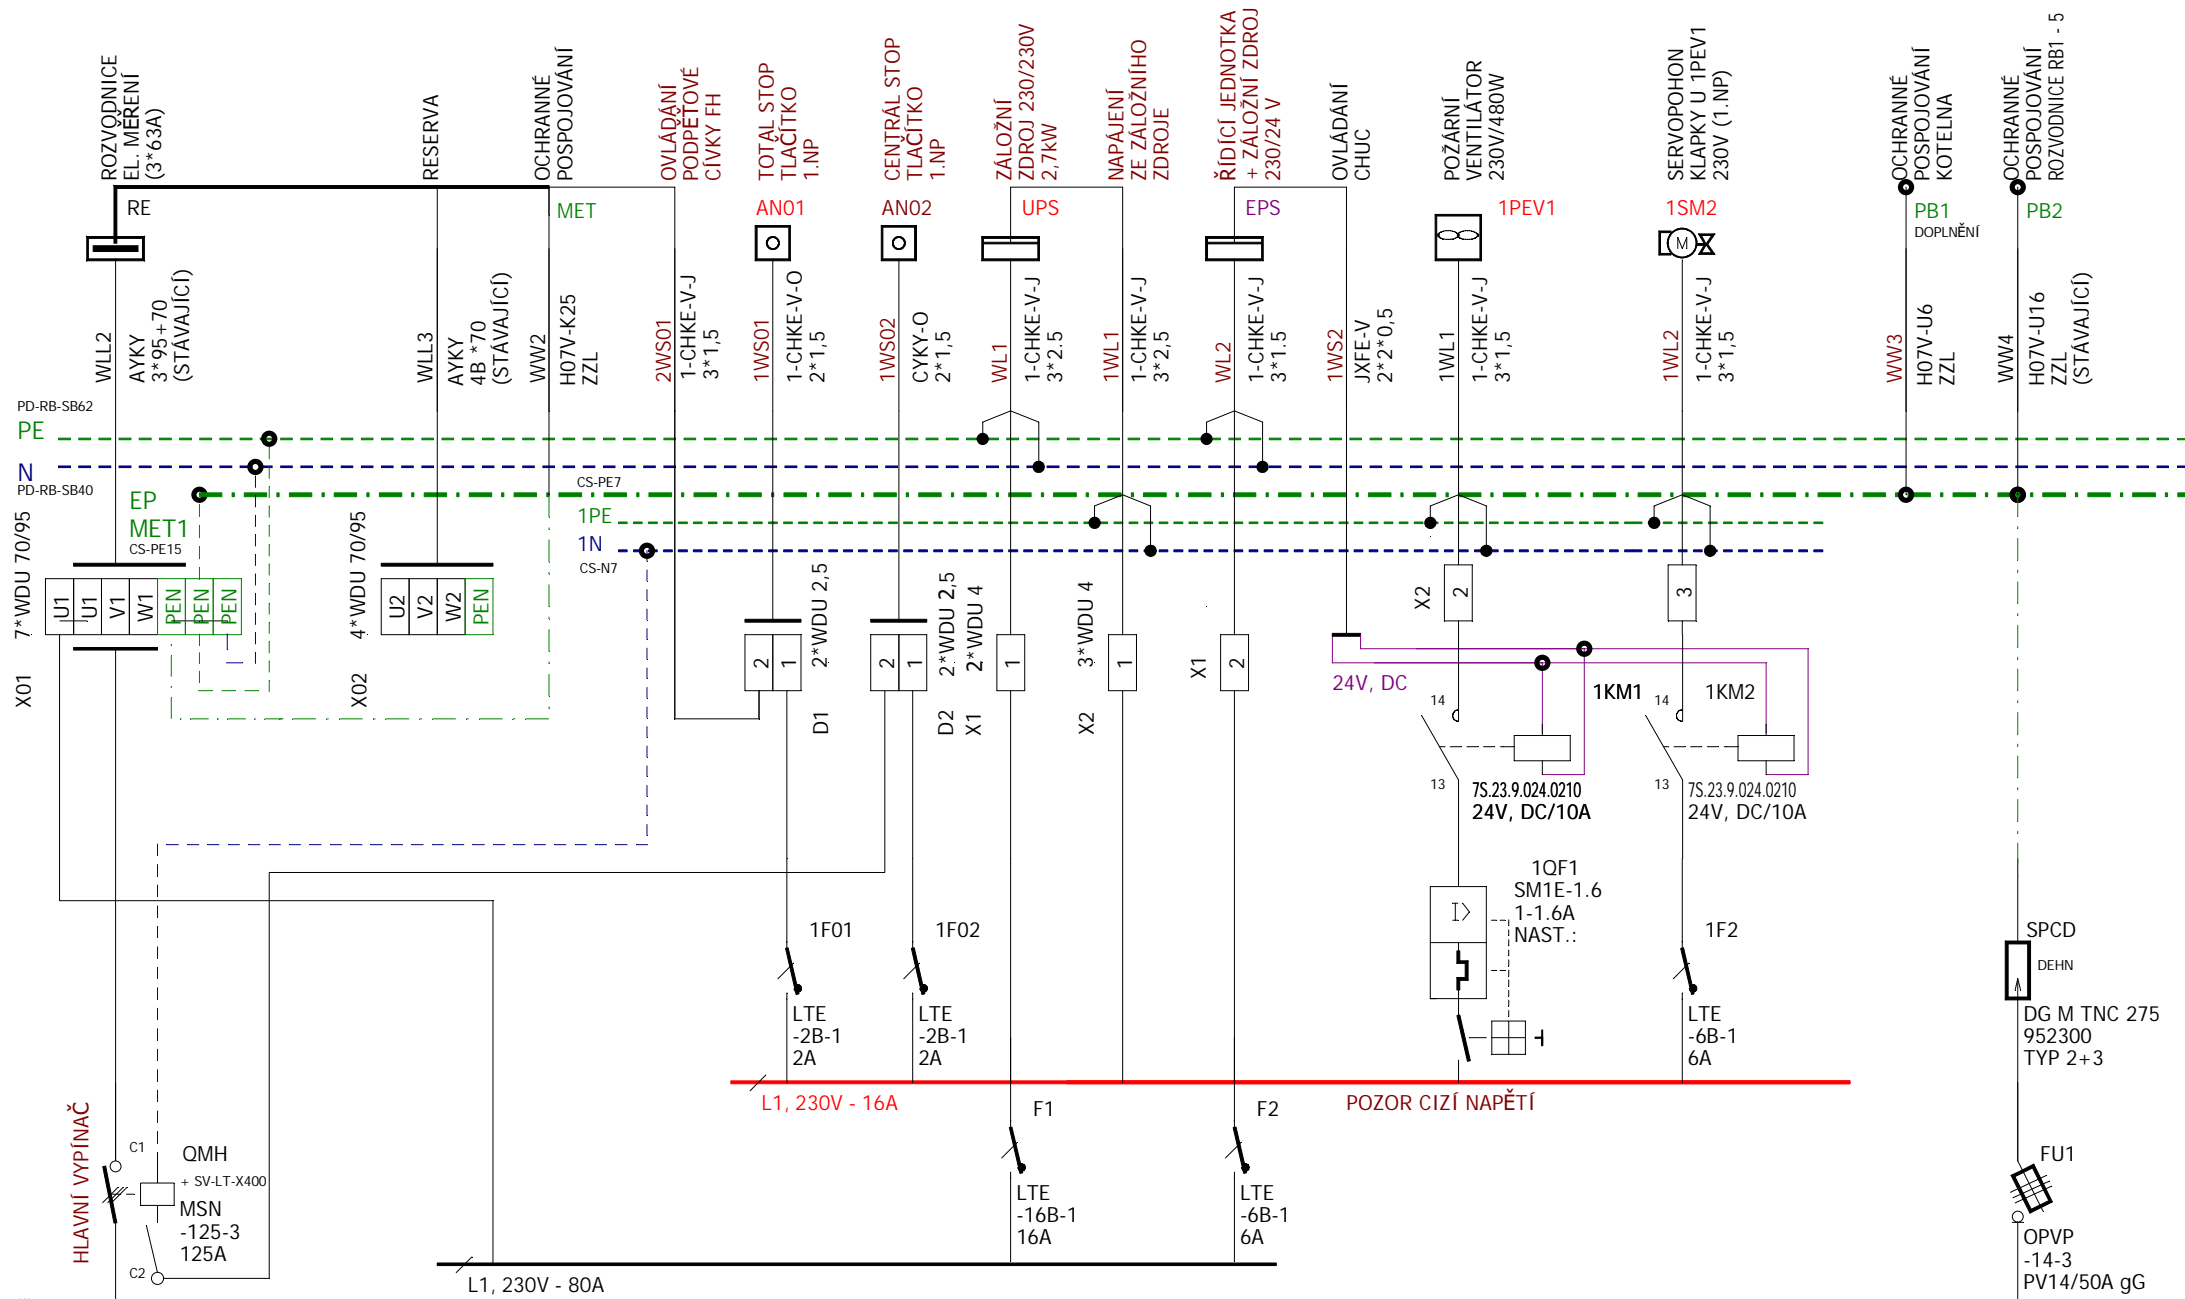 ROZVODNICE
EL. MĚŘENÍ
(3*63A)
RESERVA
OCHRANNÉ
POSPOJOVÁNÍ
OVLÁDÁNÍ
PODPĚŤOVÉ
CÍVKY FH
TOTAL STOP
TLAČÍTKO
1.NP
CENTRÁL STOP
TLAČÍTKO
1.NP
ZÁLOŽNÍ
ZDROJ 230/230V
2,7kW
NAPÁJENÍ
ZE ZÁLOŽNÍHO
ZDROJE
ŘÍDÍCÍ JEDNOTKA
+ ZÁLOŽNÍ ZDROJ
230/24 V
OVLÁDÁNÍ
CHUC
POŽÁRNÍ
VENTILÁTOR
230V/480W
SERVOPOHON
KLAPKY U 1PEV1
230V (1.NP)
OCHRANNÉ
POSPOJOVÁNÍ
KOTELNA
OCHRANNÉ
POSPOJOVÁNÍ
ROZVODNICE RB1 - 5
RE
MET
AN01
AN02
UPS
EPS
1PEV1
1SM2
M
PB1
DOPLNĚNÍ
PB2
WLL2
AYKY
3*95+70
(STÁVAJÍCÍ)
WLL3
AYKY
4B *70
(STÁVAJÍCÍ)
WW2
H07V-K25
ZZL
2WS01
1-CHKE-V-J
3*1,5
1WS01
1-CHKE-V-O
2*1,5
1WS02
CYKY-O
2*1,5
WL1
1-CHKE-V-J
3*2.5
1WL1
1-CHKE-V-J
3*2,5
WL2
1-CHKE-V-J
3*1.5
1WS2
JXFE-V
2*2*0,5
1WL1
1-CHKE-V-J
3*1,5
1WL2
1-CHKE-V-J
3*1,5
WW3
H07V-U6
ZZL
WW4
H07V-U16
ZZL
(STÁVAJÍCÍ)
PD-RB-SB62
PE
N
PD-RB-SB40
EP
MET1
CS-PE15
CS-PE7
1PE
1N
CS-N7
7*WDU 70/95
X01
U1
U1
V1
W1
PEN
PEN
PEN
4*WDU 70/95
X02
U2
V2
W2
PEN
2
1
2*WDU 2,5
D1
2
1
2*WDU 2,5
D2
2*WDU 4
X1
1
3*WDU 4
X2
1
X1
2
X2
2
3
24V, DC
14
13
1KM1
7S.23.9.024.0210
24V, DC/10A
14
13
1KM2
7S.23.9.024.0210
24V, DC/10A
1QF1
SM1E-1.6
1-1.6A
NAST.:
I>
1F01
LTE
-2B-1
2A
1F02
LTE
-2B-1
2A
1F2
LTE
-6B-1
6A
SPCD
DEHN
DG M TNC 275
952300
TYP 2+3
L1, 230V - 16A
POZOR CIZÍ NAPĚTÍ
F1
LTE
-16B-1
16A
F2
LTE
-6B-1
6A
HLAVNÍ VYPÍNAČ
C1
QMH
+ SV-LT-X400
MSN
-125-3
125A
C2
L1, 230V - 80A
FU1
OPVP
-14-3
PV14/50A gG